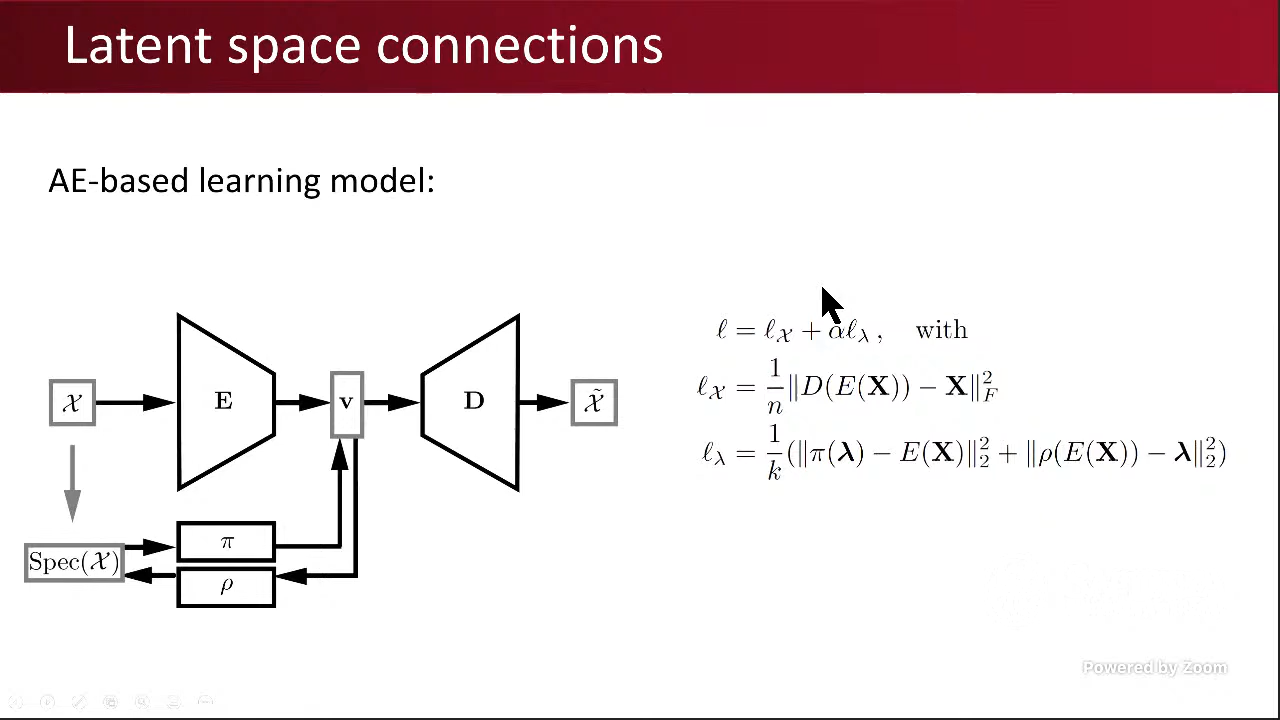 Latent space connections
AE-based learning model:
ℓ = ℓ_𝒳 + αℓ_λ , with
ℓ_𝒳 = 1/n ‖D(E(𝐗)) − 𝐗‖²_F
ℓ_λ = 1/k (‖π(𝛌) − E(𝐗)‖²₂ + ‖ρ(E(𝐗)) − 𝛌‖²₂)
𝒳 E v D 𝒳̃
Spec(𝒳) π
ρ
Powered by Zoom